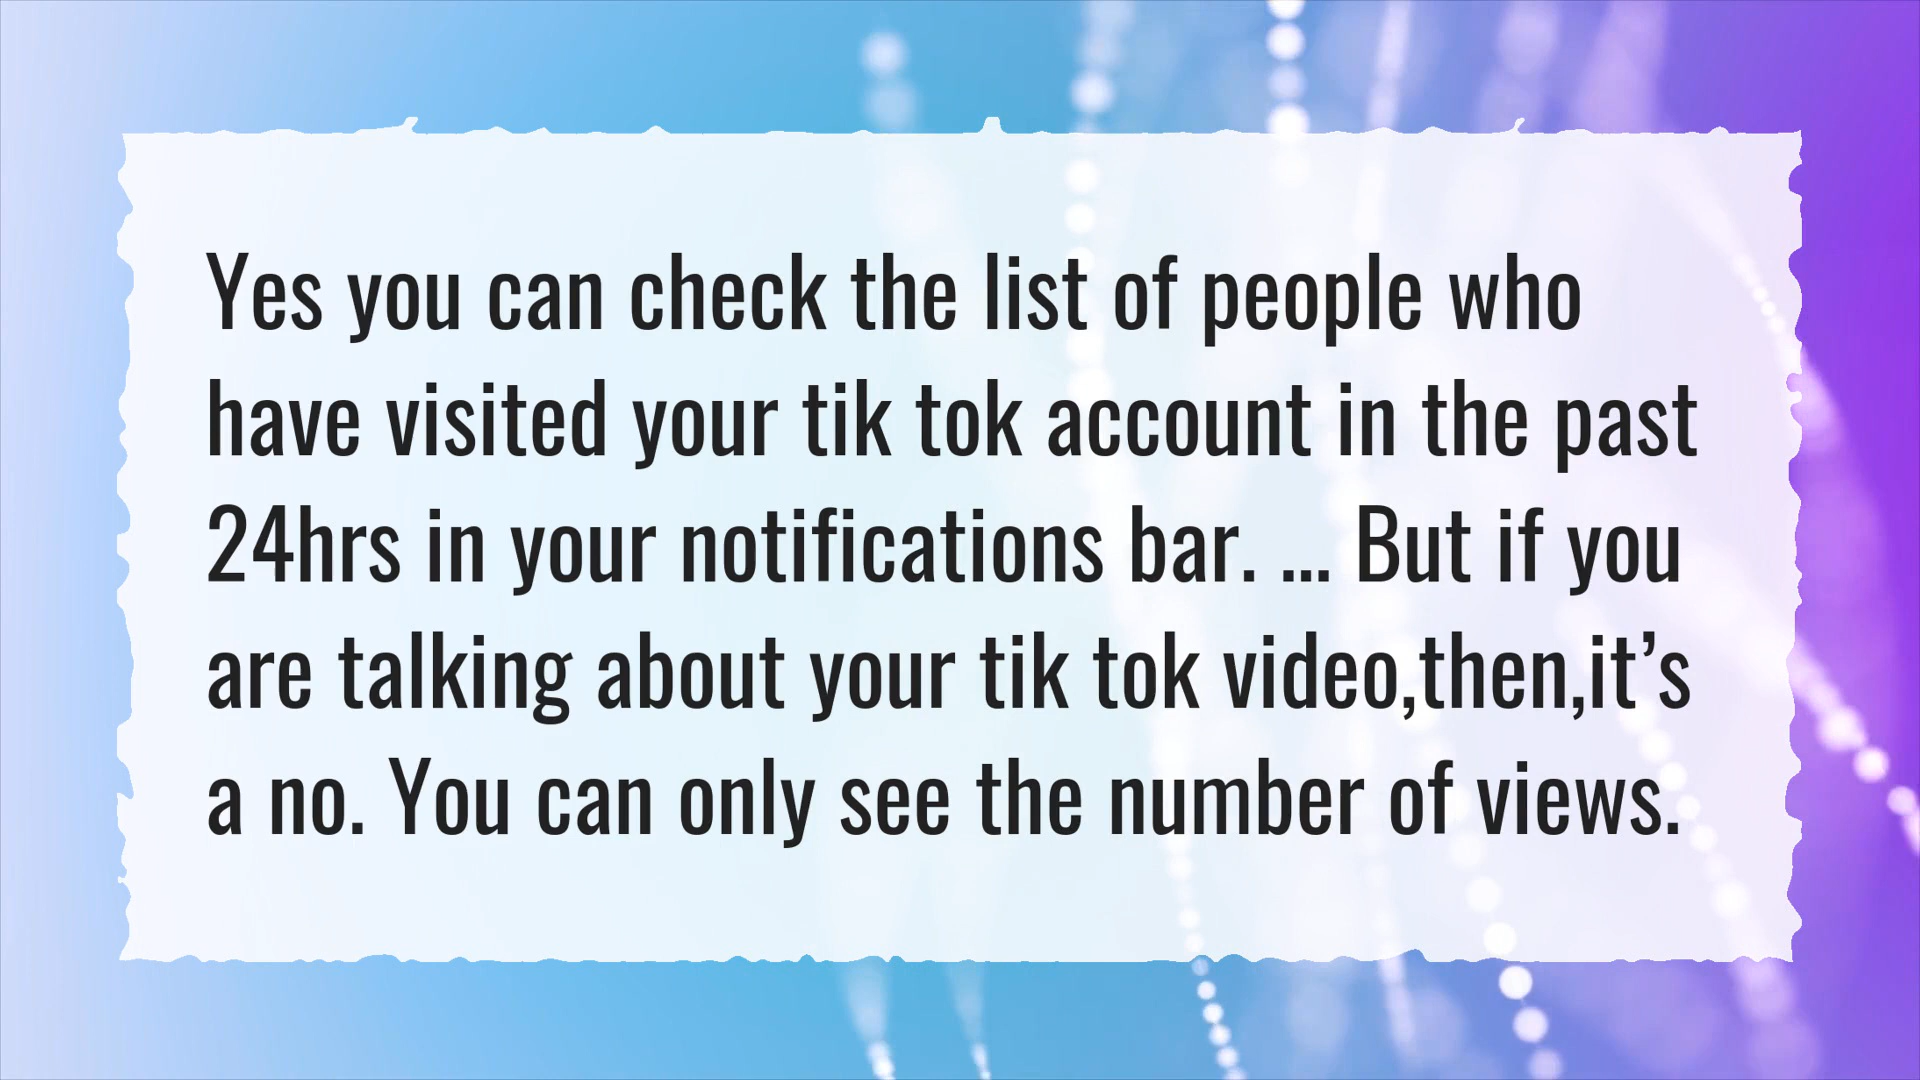 Yes you can check the list of people who
have visited your tik tok account in the past
24hrs in your notifications bar. ... But if you
are talking about your tik tok video,then,it’s
a no. You can only see the number of views.